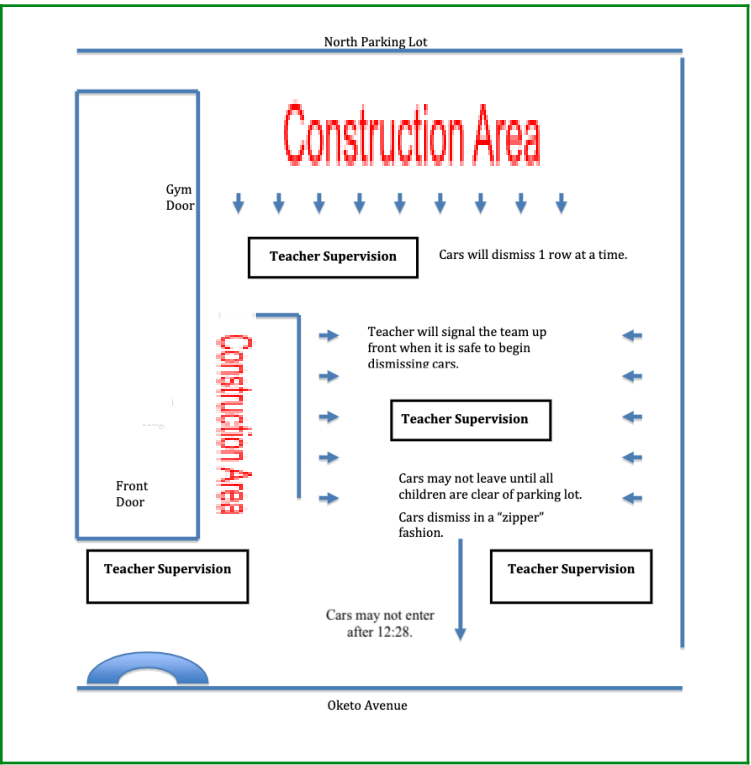 North Parking Lot
Construction Area
Gym
Door
Teacher Supervision
Cars will dismiss 1 row at a time.
Teacher will signal the team up
front when it is safe to begin
dismissing cars.
Construction Area
Teacher Supervision
Front
Door
Cars may not leave until all
children are clear of parking lot.
Cars dismiss in a “zipper”
fashion.
Teacher Supervision
Teacher Supervision
Cars may not enter
after 12:28.
Oketo Avenue